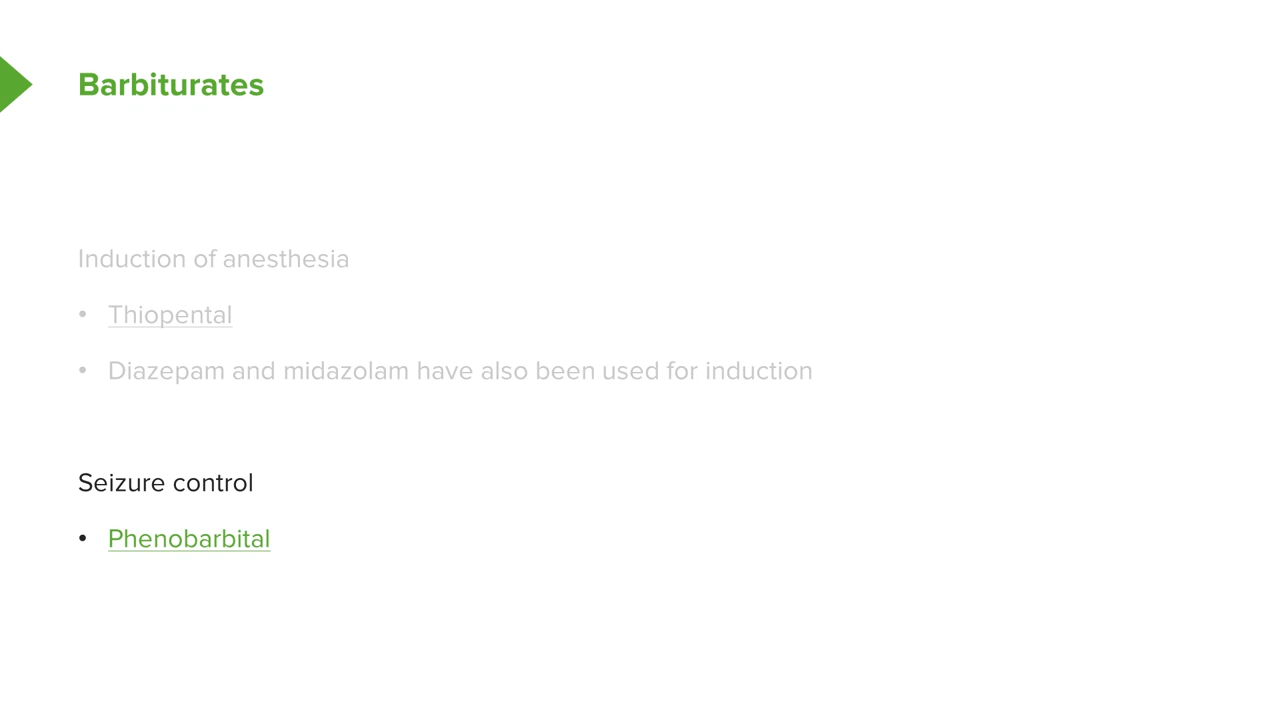 Barbiturates
Induction of anesthesia
• Thiopental
• Diazepam and midazolam have also been used for induction
Seizure control
• Phenobarbital